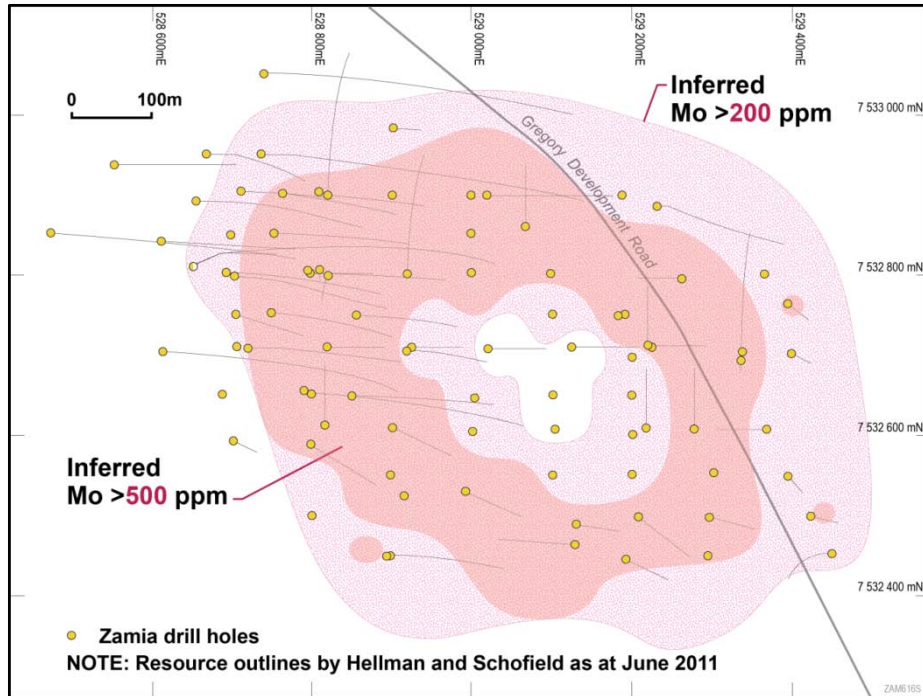 528 600mE
528 800mE
529 000mE
529 200mE
529 400mE
0 100m
Inferred
Mo >200 ppm
7 533 000 mN
Gregory Development Road
7 532 800 mN
7 532 600 mN
Inferred
Mo >500 ppm
7 532 400 mN
Zamia drill holes
NOTE: Resource outlines by Hellman and Schofield as at June 2011
ZAM616S